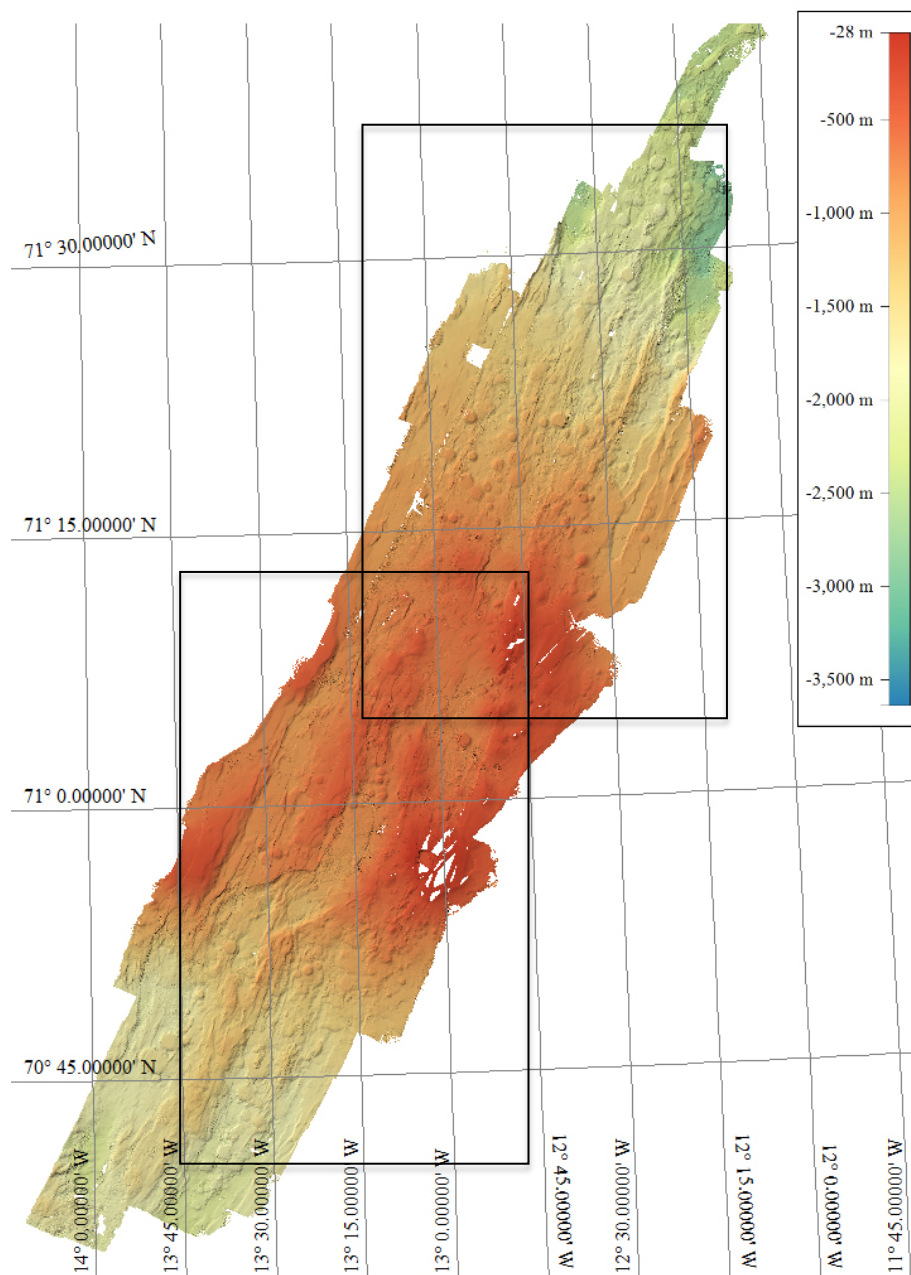 -28 m
-500 m
-1,000 m
-1,500 m
-2,000 m
-2,500 m
-3,000 m
-3,500 m
71° 30.00000' N
71° 15.00000' N
71° 0.00000' N
70° 45.00000' N
14° 0.00000' W
13° 45.00000' W
13° 30.00000' W
13° 15.00000' W
13° 0.00000' W
12° 45.00000' W
12° 30.00000' W
12° 15.00000' W
12° 0.00000' W
11° 45.00000' W